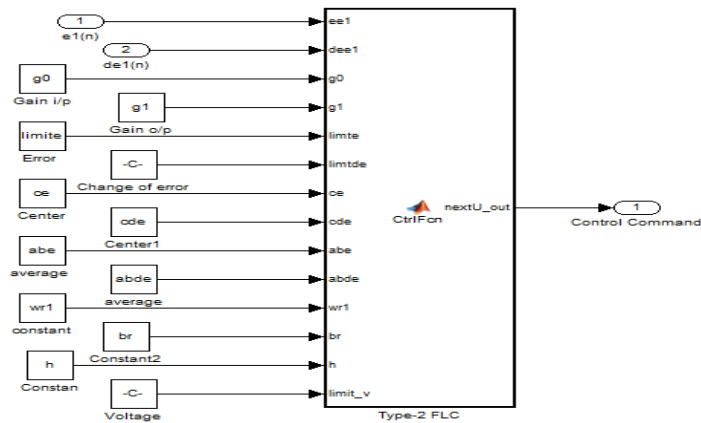 1
ee1
e1(n)
2
dee1
de1(n)
g0
g0
Gain i/p
g1
g1
Gain o/p
limite
limte
Error
-C-
limtde
Change of error
ce
ce
Center
cde
cde
Center1
abe
abe
average
abde
abde
average
wr1
wr1
constant
br
br
Constant2
h
h
Constan
-C-
limit_v
Voltage
CtrlFcn
nextU_out
1
Control Command
Type-2 FLC